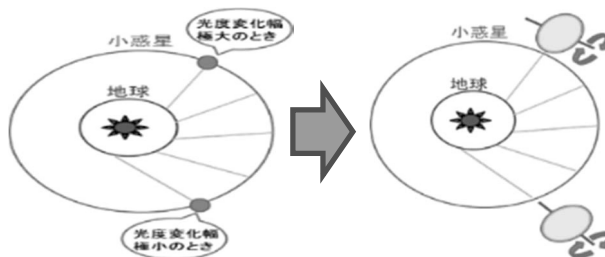 光度変化幅
極大のとき
小惑星
地球
光度変化幅
極小のとき
小惑星
地球